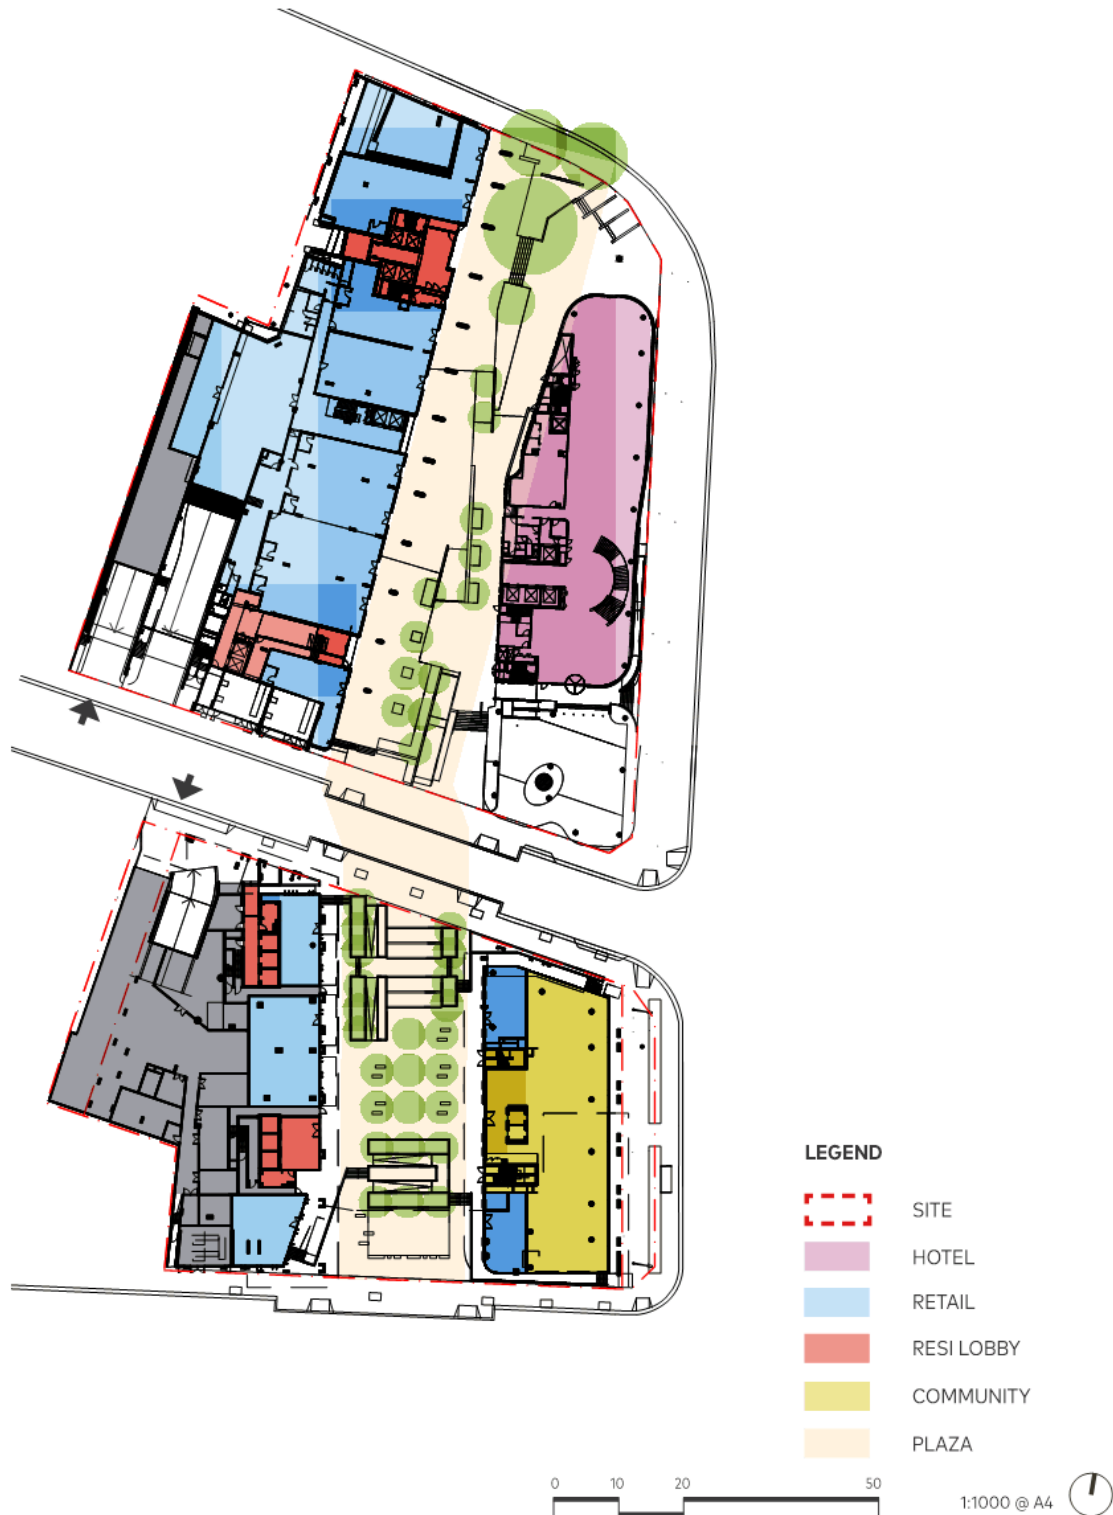 LEGEND
SITE
HOTEL
RETAIL
RESI LOBBY
COMMUNITY
PLAZA
0 10 20 50
1:1000 @ A4